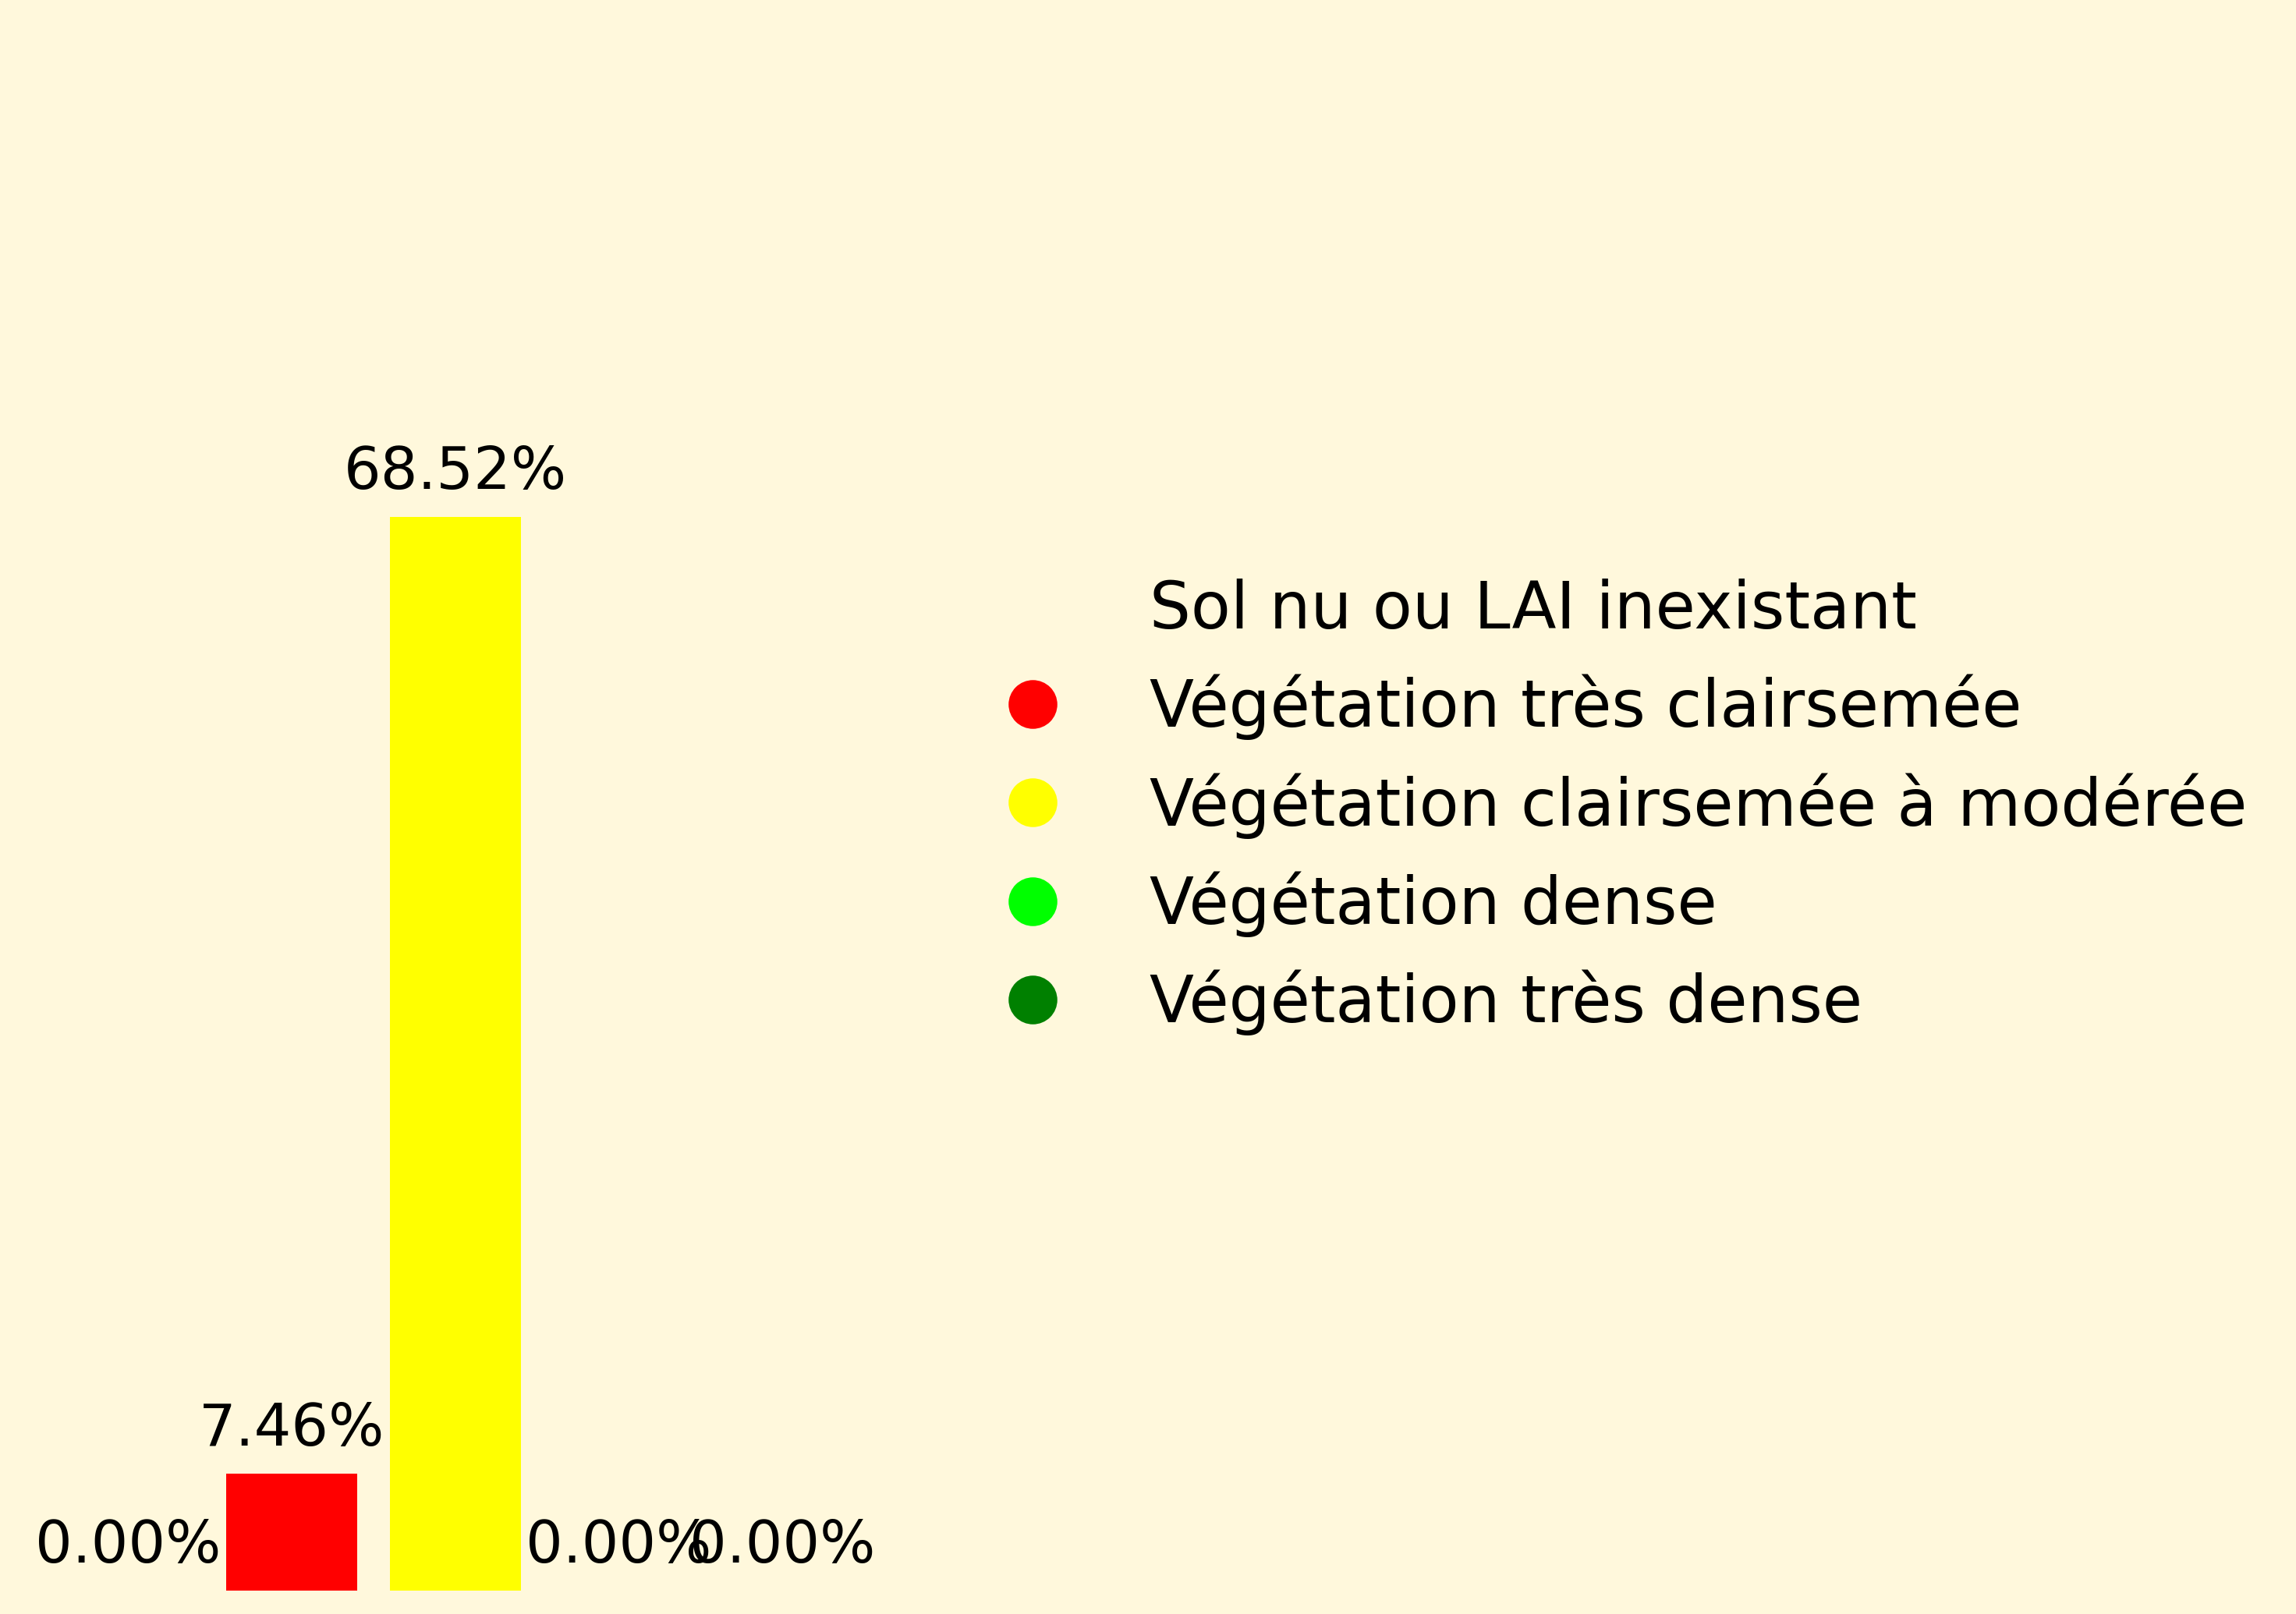 68.52%
7.46%
0.00%
0.00%
0.00%
Sol nu ou LAI inexistant
Végétation très clairsemée
Végétation clairsemée à modérée
Végétation dense
Végétation très dense